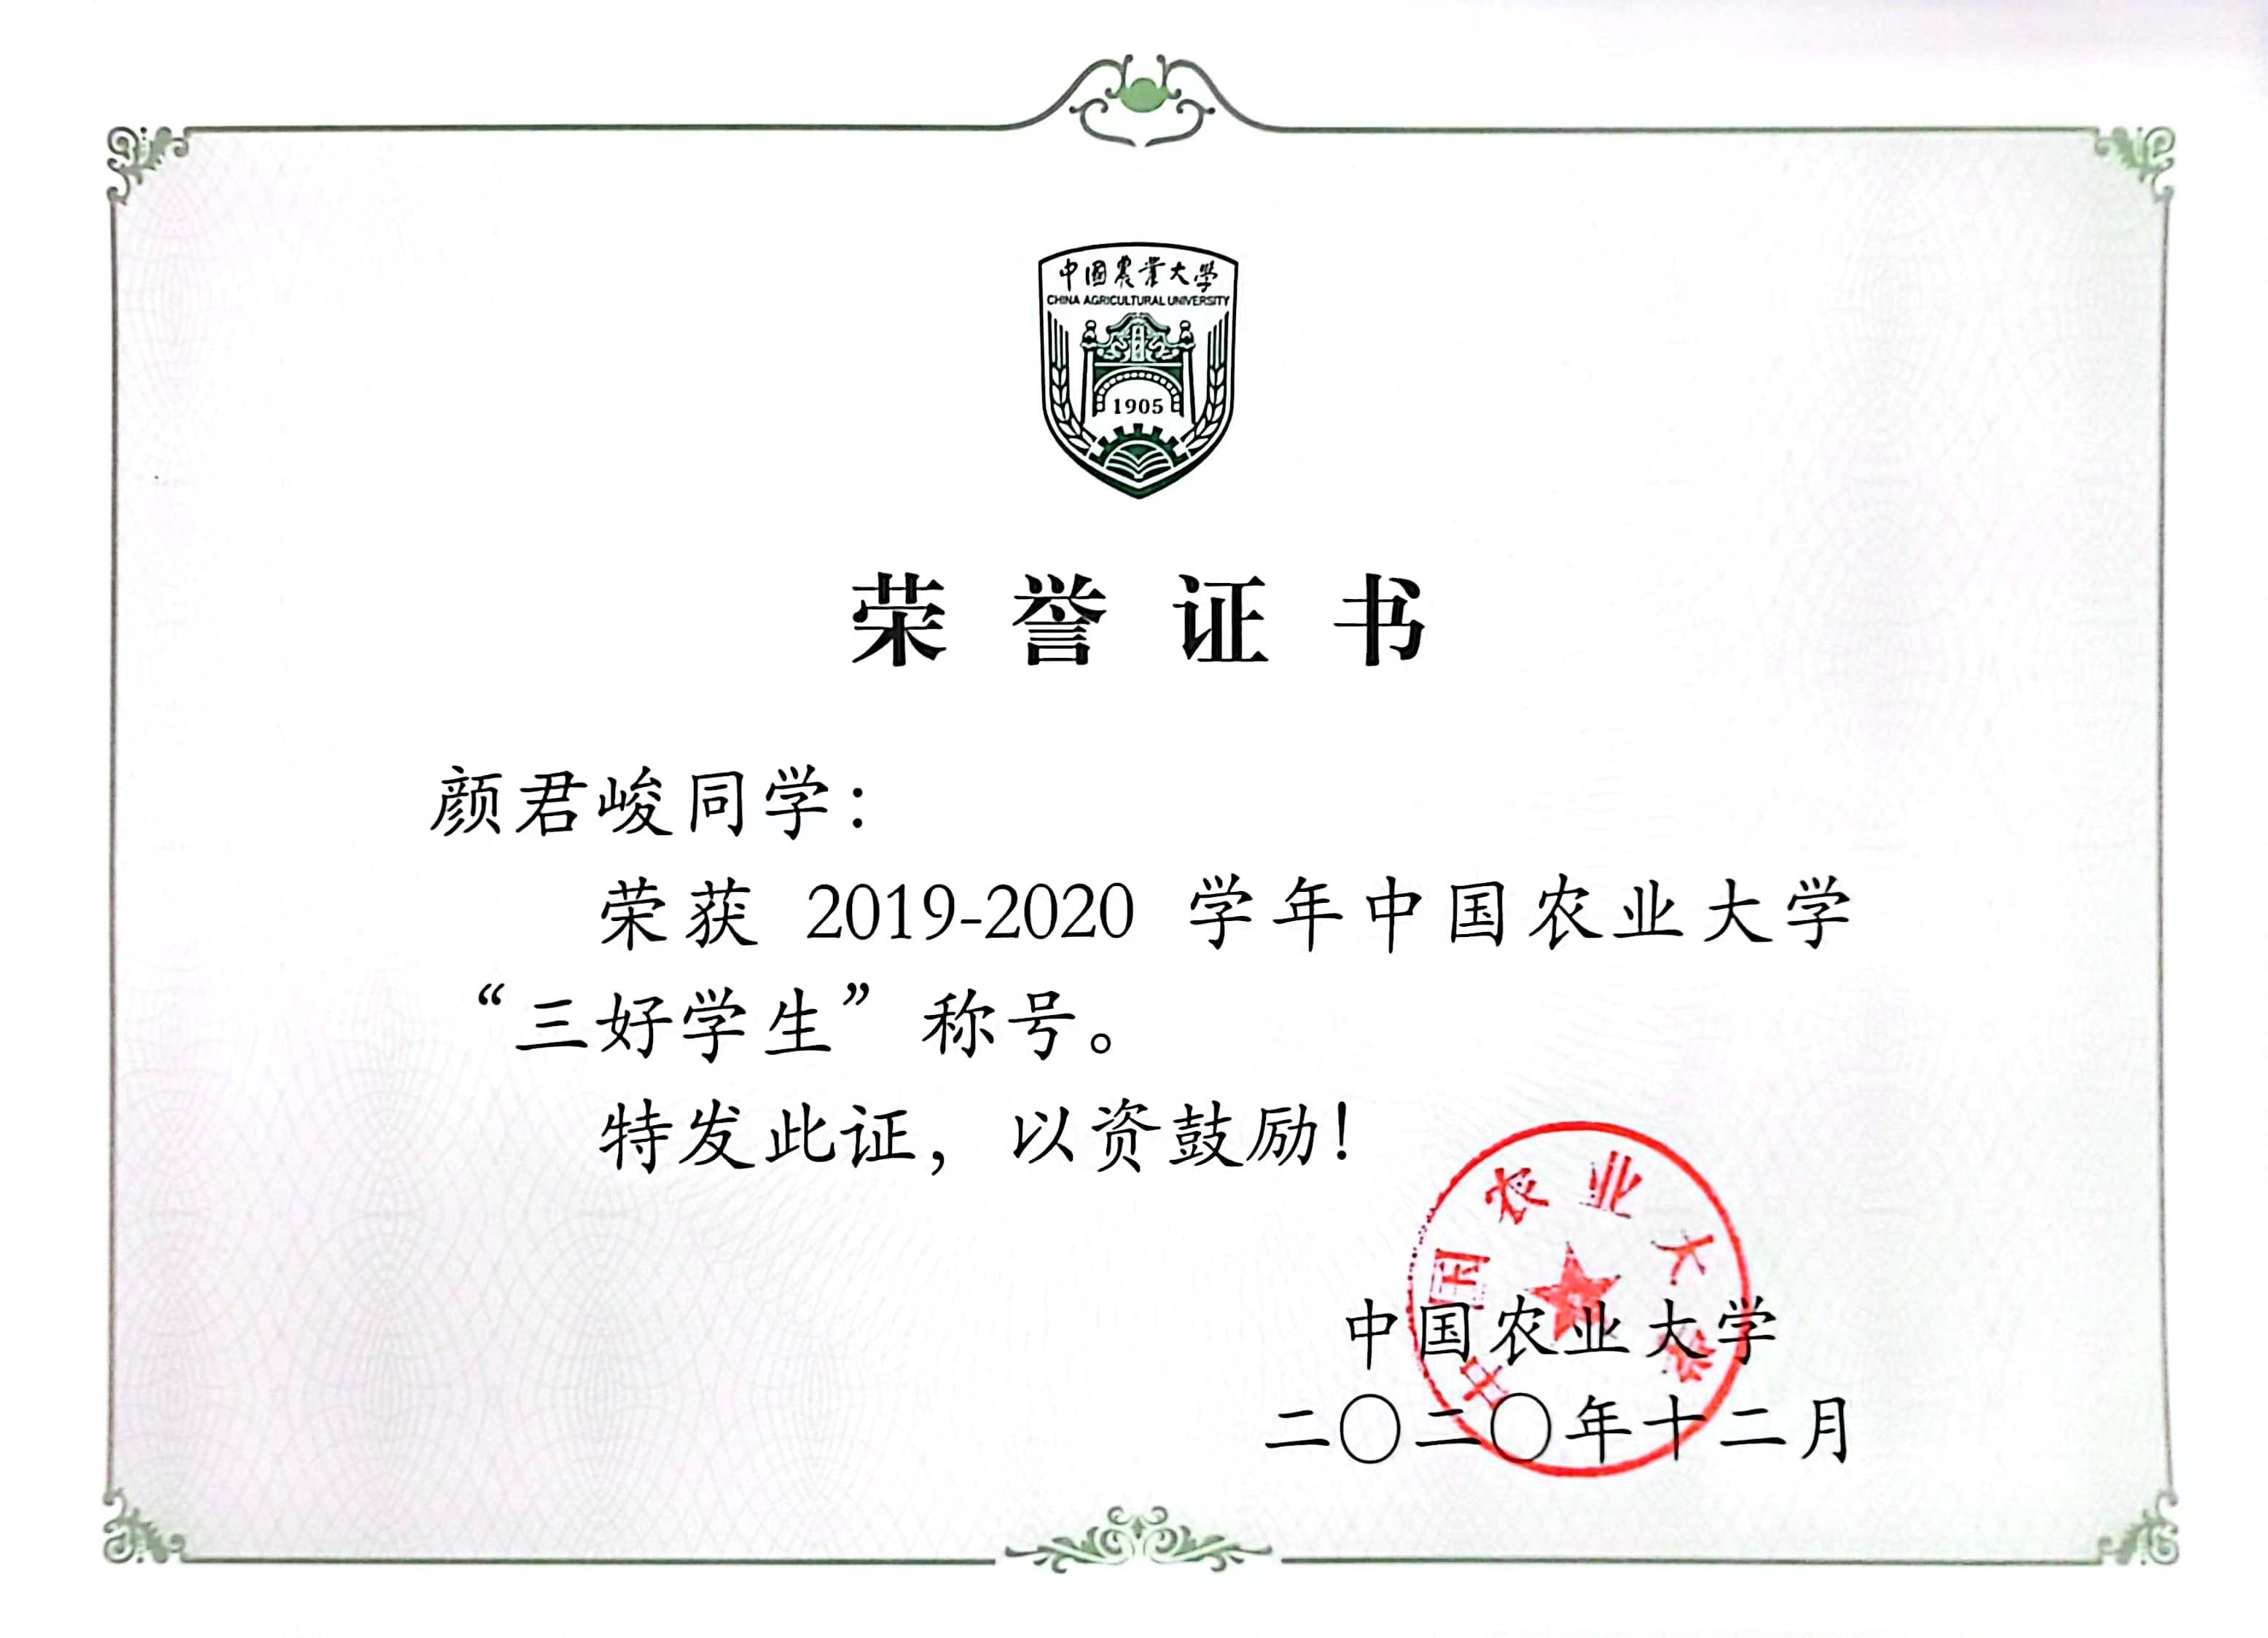 中国农业大学
CHINA AGRICULTURAL UNIVERSITY
1905
荣誉证书
颜君峻同学：
荣获 2019-2020 学年中国农业大学
“三好学生”称号。
特发此证，以资鼓励！
中国农业大学
中国农业大学
二〇二〇年十二月